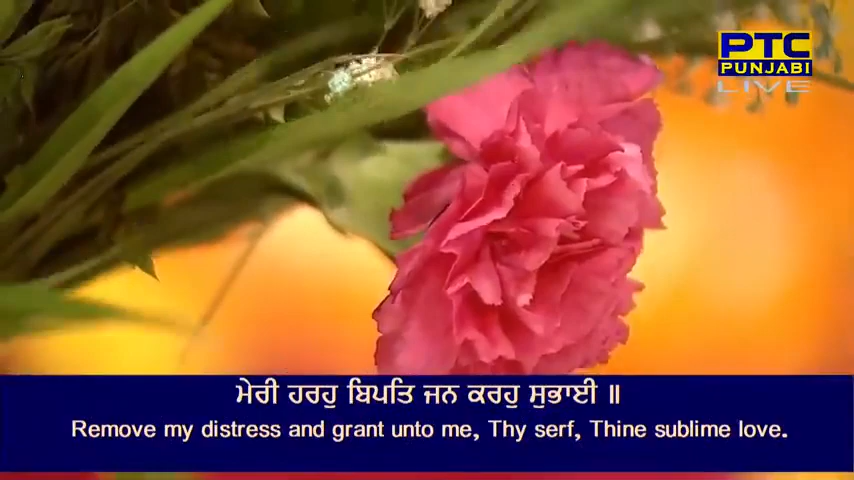 PTC
PUNJABI
LIVE
ਮੇਰੀ ਹਰਹੁ ਬਿਪਤਿ ਜਨ ਕਰਹੁ ਸੁਭਾਈ ॥
Remove my distress and grant unto me, Thy serf, Thine sublime love.